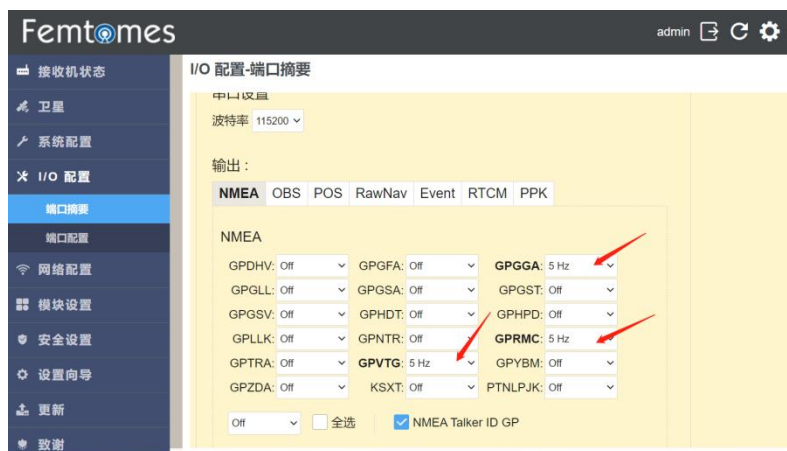 Femtomes
admin
接收机状态
卫星
系统配置
I/O 配置
端口摘要
端口配置
网络配置
模块设置
安全设置
设置向导
更新
致谢
I/O 配置-端口摘要
串口设置
波特率 115200
输出：
NMEA OBS POS RawNav Event RTCM PPK
NMEA
GPDHV: Off GPGFA: Off GPGGA: 5 Hz
GPGLL: Off GPGSA: Off GPGST: Off
GPGSV: Off GPHDT: Off GPHPD: Off
GPLLK: Off GPNTR: Off GPRMC: 5 Hz
GPTRA: Off GPVTG: 5 Hz GPYBM: Off
GPZDA: Off KSXT: Off PTNLPJK: Off
Off 全选 NMEA Talker ID GP